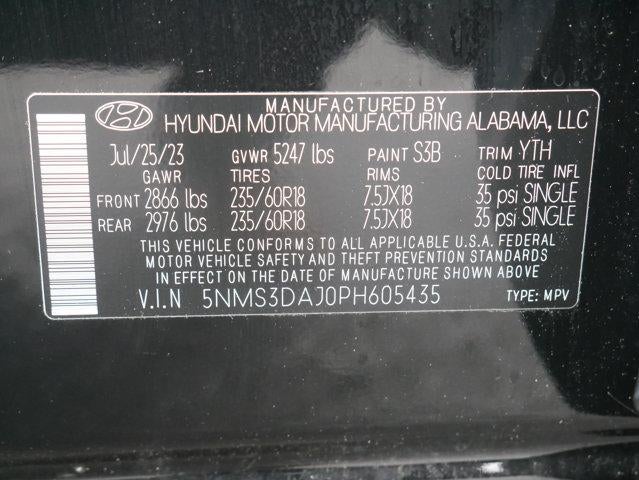 MANUFACTURED BY
HYUNDAI MOTOR MANUFACTURING ALABAMA, LLC
Jul/25/23 GVWR 5247 lbs PAINT S3B TRIM YTH
GAWR TIRES RIMS COLD TIRE INFL
FRONT 2866 lbs 235/60R18 7.5JX18 35 psi SINGLE
REAR 2976 lbs 235/60R18 7.5JX18 35 psi SINGLE
THIS VEHICLE CONFORMS TO ALL APPLICABLE U.S.A. FEDERAL
MOTOR VEHICLE SAFETY AND THEFT PREVENTION STANDARDS
IN EFFECT ON THE DATE OF MANUFACTURE SHOWN ABOVE.
V.I.N 5NMS3DAJ0PH605435 TYPE: MPV